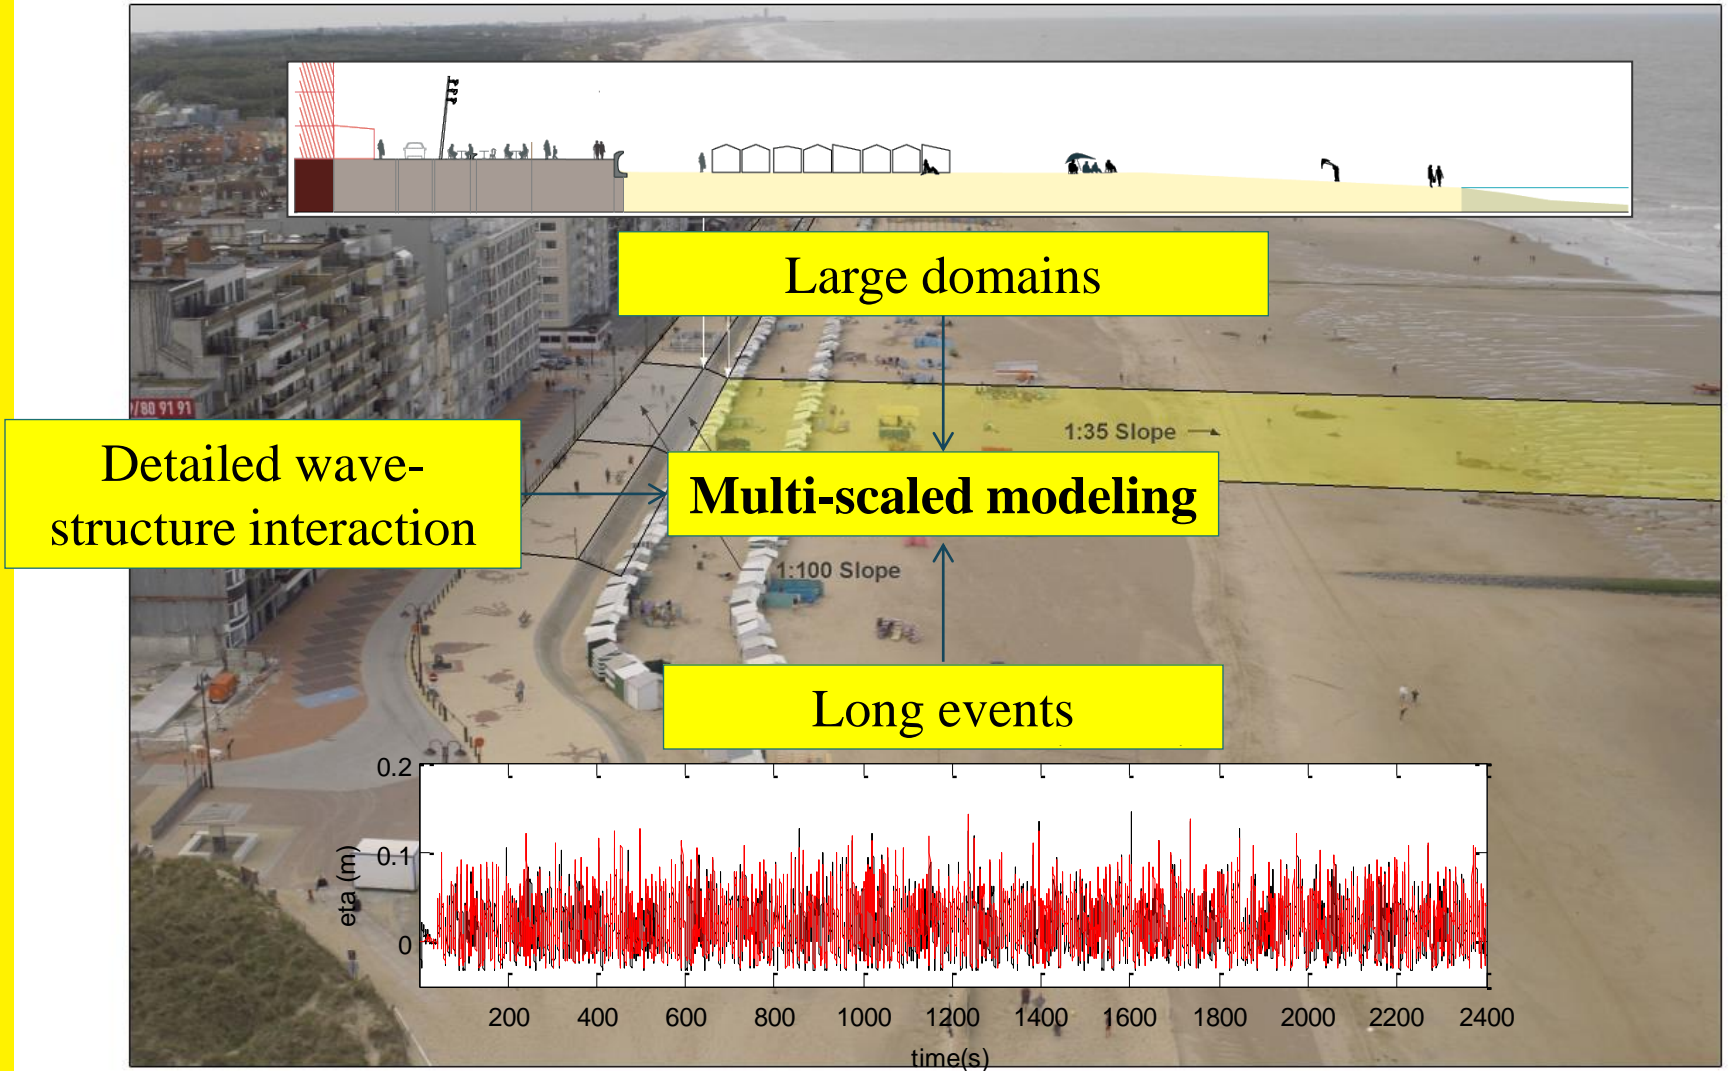 Large domains
/80 91 91
1:35 Slope
Detailed wave-
structure interaction
Multi-scaled modeling
1:100 Slope
Long events
0.2
0.1
0
eta (m)
200 400 600 800 1000 1200 1400 1600 1800 2000 2200 2400
time(s)